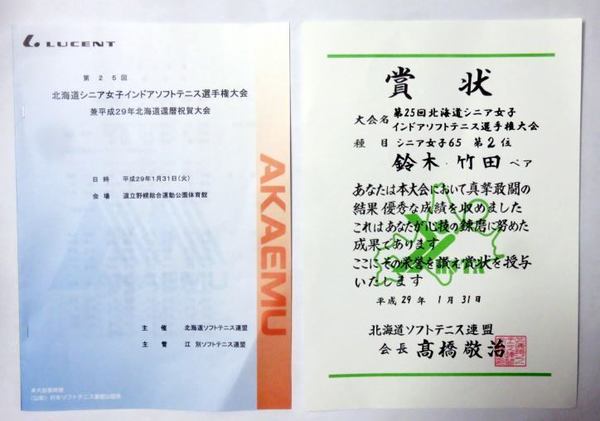 LUCENT
第25回
北海道シニア女子インドアソフトテニス選手権大会
兼平成29年北海道還暦祝賀大会
日時 平成29年1月31日(火)
会場 道立野幌総合運動公園体育館
AKAEMU
主催 北海道ソフトテニス連盟
主管 江別ソフトテニス連盟
賞状
大会名 第25回北海道シニア女子
インドアソフトテニス選手権大会
種目 シニア女子65 第2位
鈴木・竹田 ペア
あなたは本大会において真摯敢闘の
結果優秀な成績を収めました
これはあなたが心技の錬磨に努めた
成果であります
ここにその栄誉を讃え賞状を授与
いたします
平成29年1月31日
北海道ソフトテニス連盟
会長 髙橋敬治